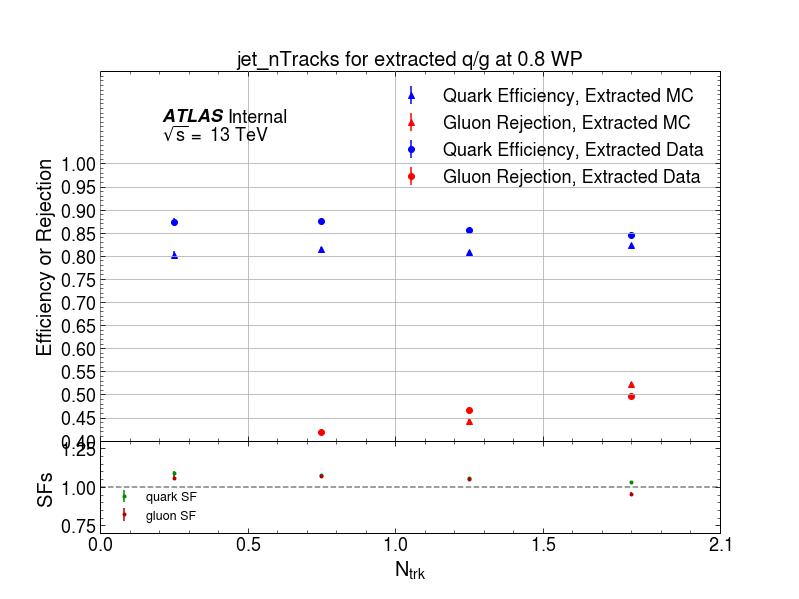 jet_nTracks for extracted q/g at 0.8 WP
ATLAS Internal
√s = 13 TeV
Quark Efficiency, Extracted MC
Gluon Rejection, Extracted MC
Quark Efficiency, Extracted Data
Gluon Rejection, Extracted Data
Efficiency or Rejection
1.00
0.95
0.90
0.85
0.80
0.75
0.70
0.65
0.60
0.55
0.50
0.45
0.40
SFs
1.25
1.00
0.75
quark SF
gluon SF
0.0 0.5 1.0 1.5 2.1
N_trk